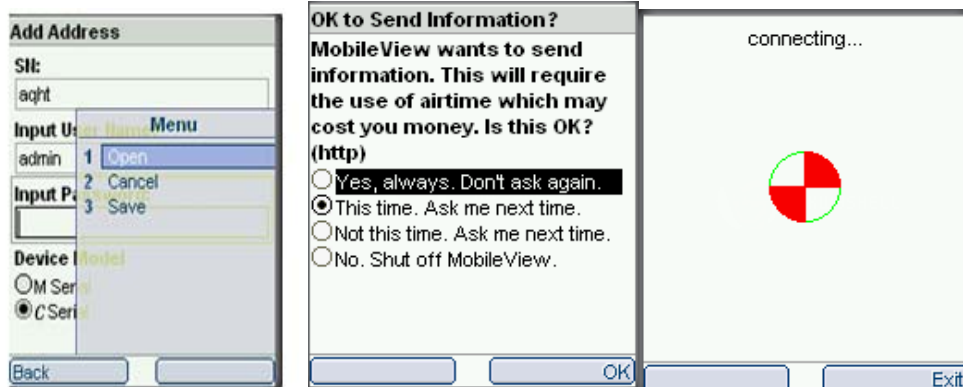 Add Address
SN:
aqht
Input User Name:
Menu
admin
1 Open
2 Cancel
3 Save
Device Model
M Ser
C Seri
Back
OK to Send Information?
MobileView wants to send
information. This will require
the use of airtime which may
cost you money. Is this OK?
(http)
Yes, always. Don't ask again.
This time. Ask me next time.
Not this time. Ask me next time.
No. Shut off MobileView.
OK
connecting...
Exit